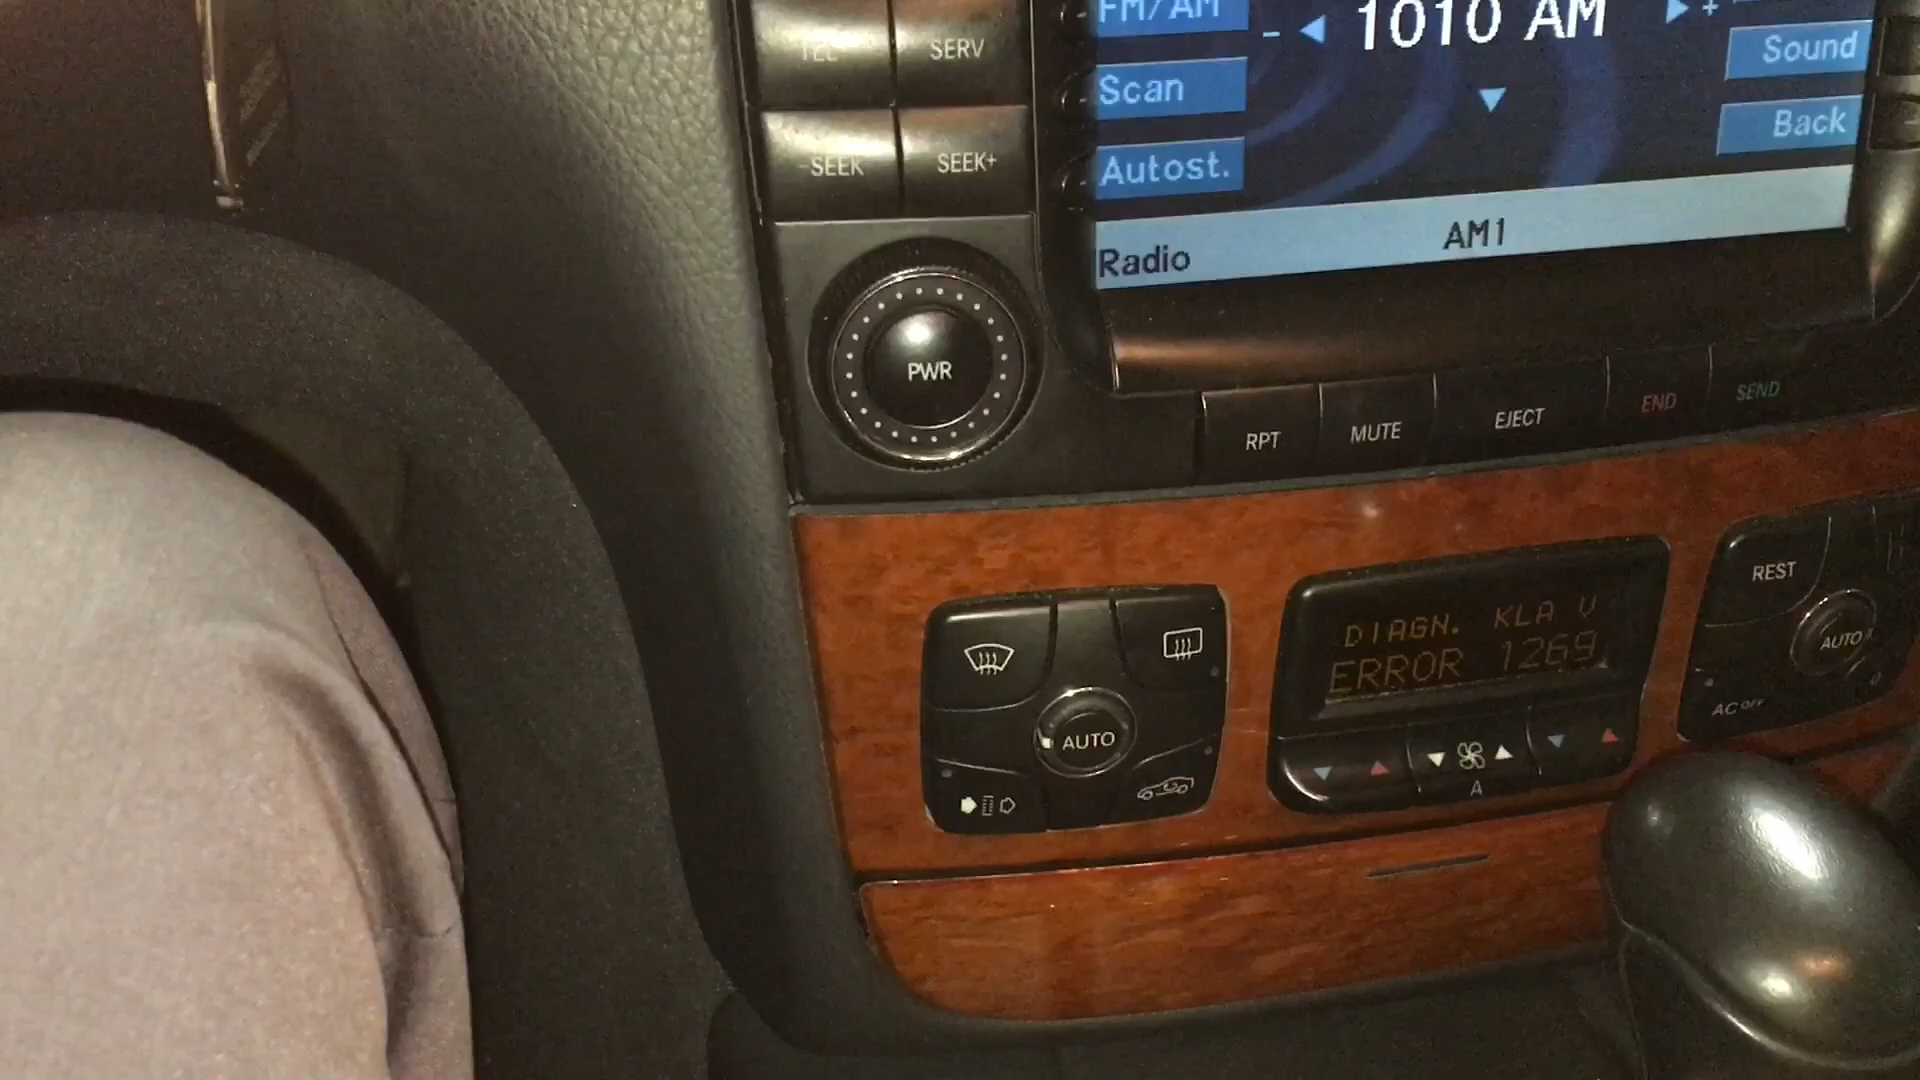 TEL
SERV
-SEEK
SEEK+
PWR
FM/AM
- 1010 AM +
Scan
Sound
Autost.
Back
Radio
AM1
RPT
MUTE
EJECT
END
SEND
AUTO
DIAGN. KLA V
ERROR 1269
A
REST
AUTO
AC OFF
0